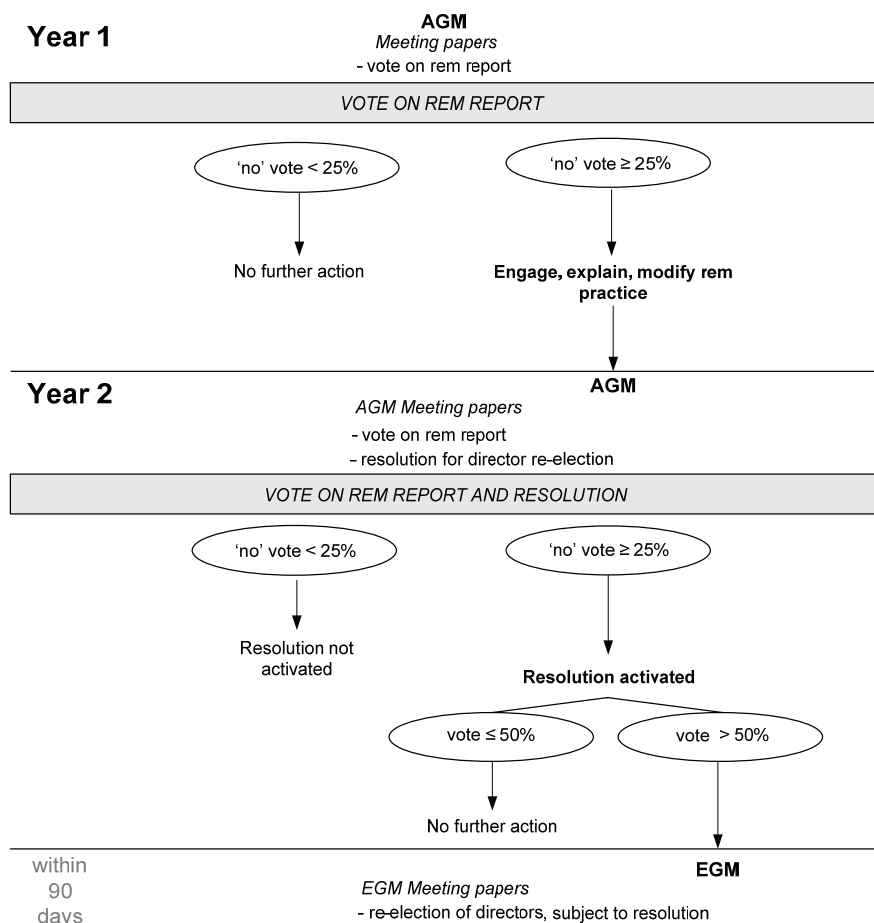 Year 1
AGM
Meeting papers
- vote on rem report
VOTE ON REM REPORT
'no' vote < 25%
'no' vote ≥ 25%
No further action
Engage, explain, modify rem
practice
Year 2
AGM
AGM Meeting papers
- vote on rem report
- resolution for director re-election
VOTE ON REM REPORT AND RESOLUTION
'no' vote < 25%
'no' vote ≥ 25%
Resolution not
activated
Resolution activated
vote ≤ 50%
vote > 50%
No further action
within
90
days
EGM
EGM Meeting papers
- re-election of directors, subject to resolution